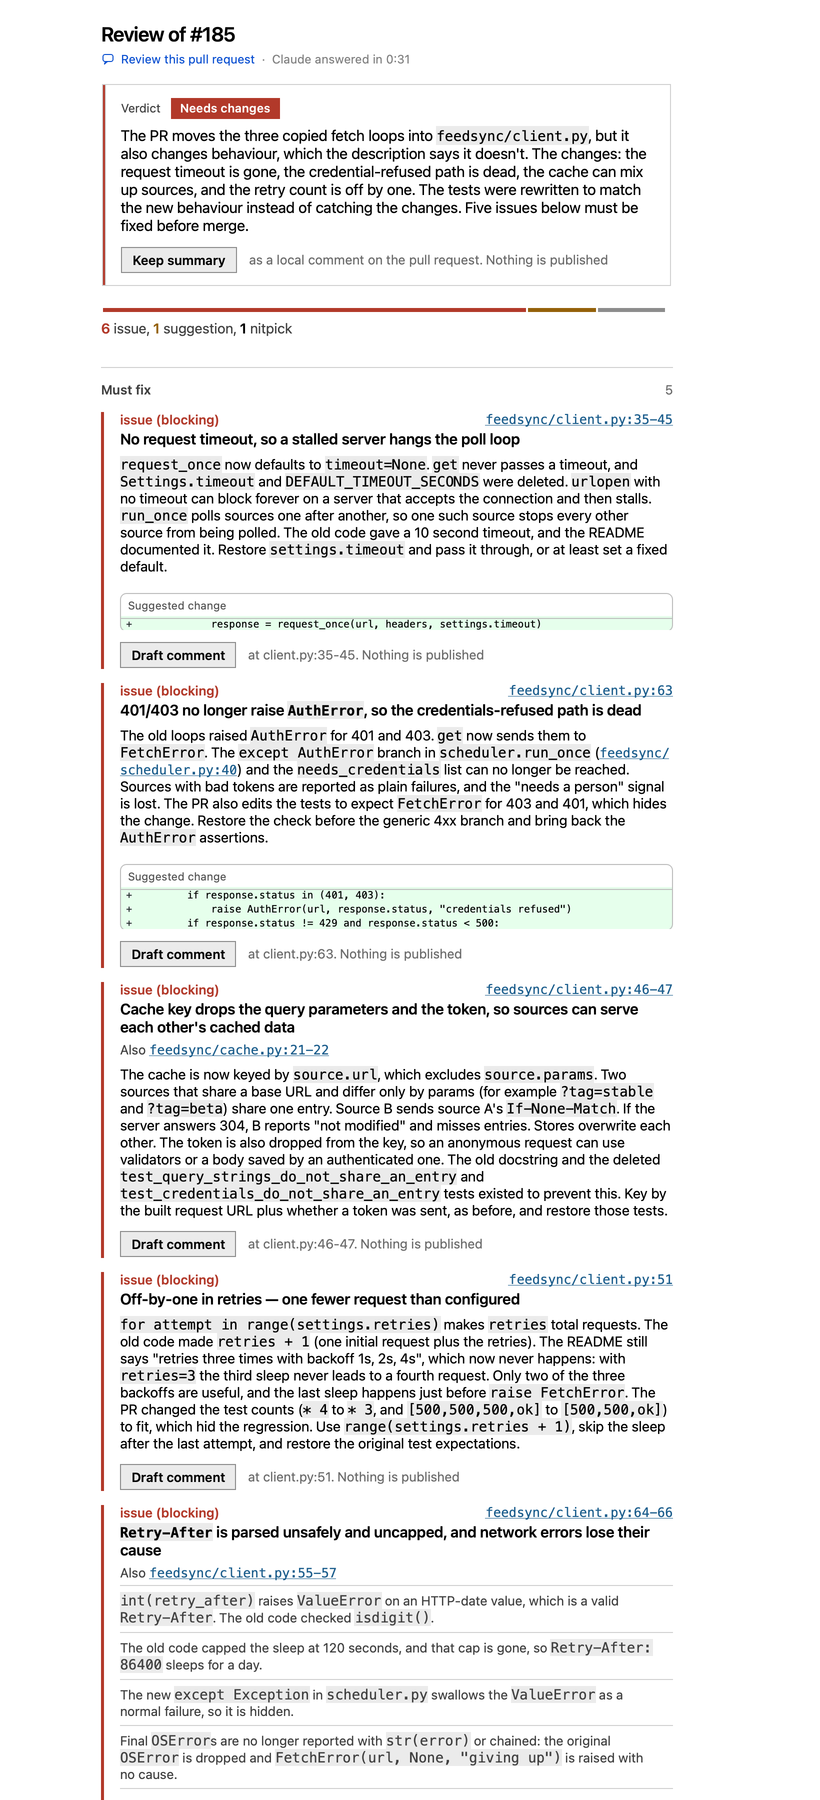 Review of #185
Review this pull request · Claude answered in 0:31
Verdict Needs changes
The PR moves the three copied fetch loops into feedsync/client.py, but it
also changes behaviour, which the description says it doesn't. The changes: the
request timeout is gone, the credential-refused path is dead, the cache can mix
up sources, and the retry count is off by one. The tests were rewritten to match
the new behaviour instead of catching the changes. Five issues below must be
fixed before merge.
Keep summary as a local comment on the pull request. Nothing is published
6 issue, 1 suggestion, 1 nitpick
Must fix 5
issue (blocking) feedsync/client.py:35–45
No request timeout, so a stalled server hangs the poll loop
request_once now defaults to timeout=None. get never passes a timeout, and
Settings.timeout and DEFAULT_TIMEOUT_SECONDS were deleted. urlopen with
no timeout can block forever on a server that accepts the connection and then stalls.
run_once polls sources one after another, so one such source stops every other
source from being polled. The old code gave a 10 second timeout, and the README
documented it. Restore settings.timeout and pass it through, or at least set a fixed
default.
Suggested change
+ response = request_once(url, headers, settings.timeout)
Draft comment at client.py:35-45. Nothing is published
issue (blocking) feedsync/client.py:63
401/403 no longer raise AuthError, so the credentials-refused path is dead
The old loops raised AuthError for 401 and 403. get now sends them to
FetchError. The except AuthError branch in scheduler.run_once (feedsync/
scheduler.py:40) and the needs_credentials list can no longer be reached.
Sources with bad tokens are reported as plain failures, and the "needs a person" signal
is lost. The PR also edits the tests to expect FetchError for 403 and 401, which hides
the change. Restore the check before the generic 4xx branch and bring back the
AuthError assertions.
Suggested change
+ if response.status in (401, 403):
+ raise AuthError(url, response.status, "credentials refused")
+ if response.status != 429 and response.status < 500:
Draft comment at client.py:63. Nothing is published
issue (blocking) feedsync/client.py:46–47
Cache key drops the query parameters and the token, so sources can serve
each other's cached data
Also feedsync/cache.py:21–22
The cache is now keyed by source.url, which excludes source.params. Two
sources that share a base URL and differ only by params (for example ?tag=stable
and ?tag=beta) share one entry. Source B sends source A's If-None-Match. If the
server answers 304, B reports "not modified" and misses entries. Stores overwrite each
other. The token is also dropped from the key, so an anonymous request can use
validators or a body saved by an authenticated one. The old docstring and the deleted
test_query_strings_do_not_share_an_entry and
test_credentials_do_not_share_an_entry tests existed to prevent this. Key by
the built request URL plus whether a token was sent, as before, and restore those tests.
Draft comment at client.py:46-47. Nothing is published
issue (blocking) feedsync/client.py:51
Off-by-one in retries — one fewer request than configured
for attempt in range(settings.retries) makes retries total requests. The
old code made retries + 1 (one initial request plus the retries). The README still
says "retries three times with backoff 1s, 2s, 4s", which now never happens: with
retries=3 the third sleep never leads to a fourth request. Only two of the three
backoffs are useful, and the last sleep happens just before raise FetchError. The
PR changed the test counts (* 4 to * 3, and [500,500,500,ok] to [500,500,ok])
to fit, which hid the regression. Use range(settings.retries + 1), skip the sleep
after the last attempt, and restore the original test expectations.
Draft comment at client.py:51. Nothing is published
issue (blocking) feedsync/client.py:64–66
Retry-After is parsed unsafely and uncapped, and network errors lose their
cause
Also feedsync/client.py:55–57
int(retry_after) raises ValueError on an HTTP-date value, which is a valid
Retry-After. The old code checked isdigit().
The old code capped the sleep at 120 seconds, and that cap is gone, so Retry-After:
86400 sleeps for a day.
The new except Exception in scheduler.py swallows the ValueError as a
normal failure, so it is hidden.
Final OSErrors are no longer reported with str(error) or chained: the original
OSError is dropped and FetchError(url, None, "giving up") is raised with
no cause.